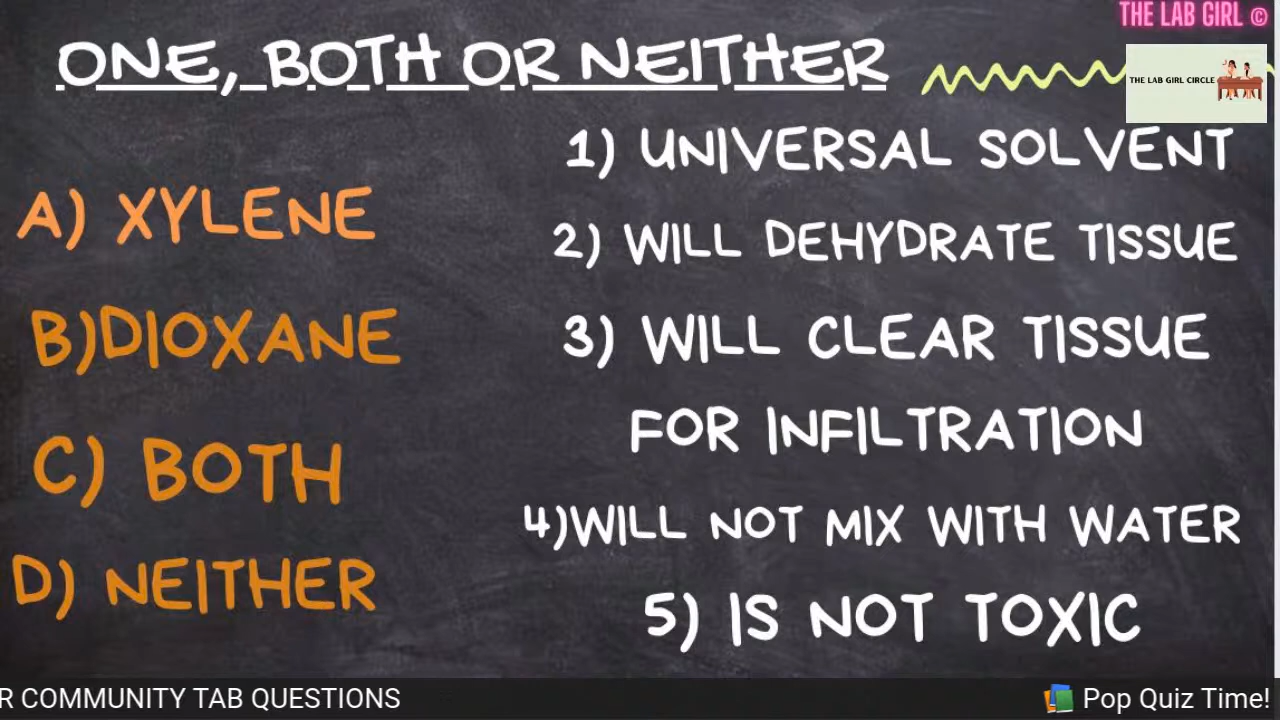 THE LAB GIRL ©
ONE, BOTH OR NEITHER
THE LAB GIRL CIRCLE
A) XYLENE
B)DIOXANE
C) BOTH
D) NEITHER
1) UNIVERSAL SOLVENT
2) WILL DEHYDRATE TISSUE
3) WILL CLEAR TISSUE
FOR INFILTRATION
4)WILL NOT MIX WITH WATER
5) IS NOT TOXIC
R COMMUNITY TAB QUESTIONS
Pop Quiz Time!